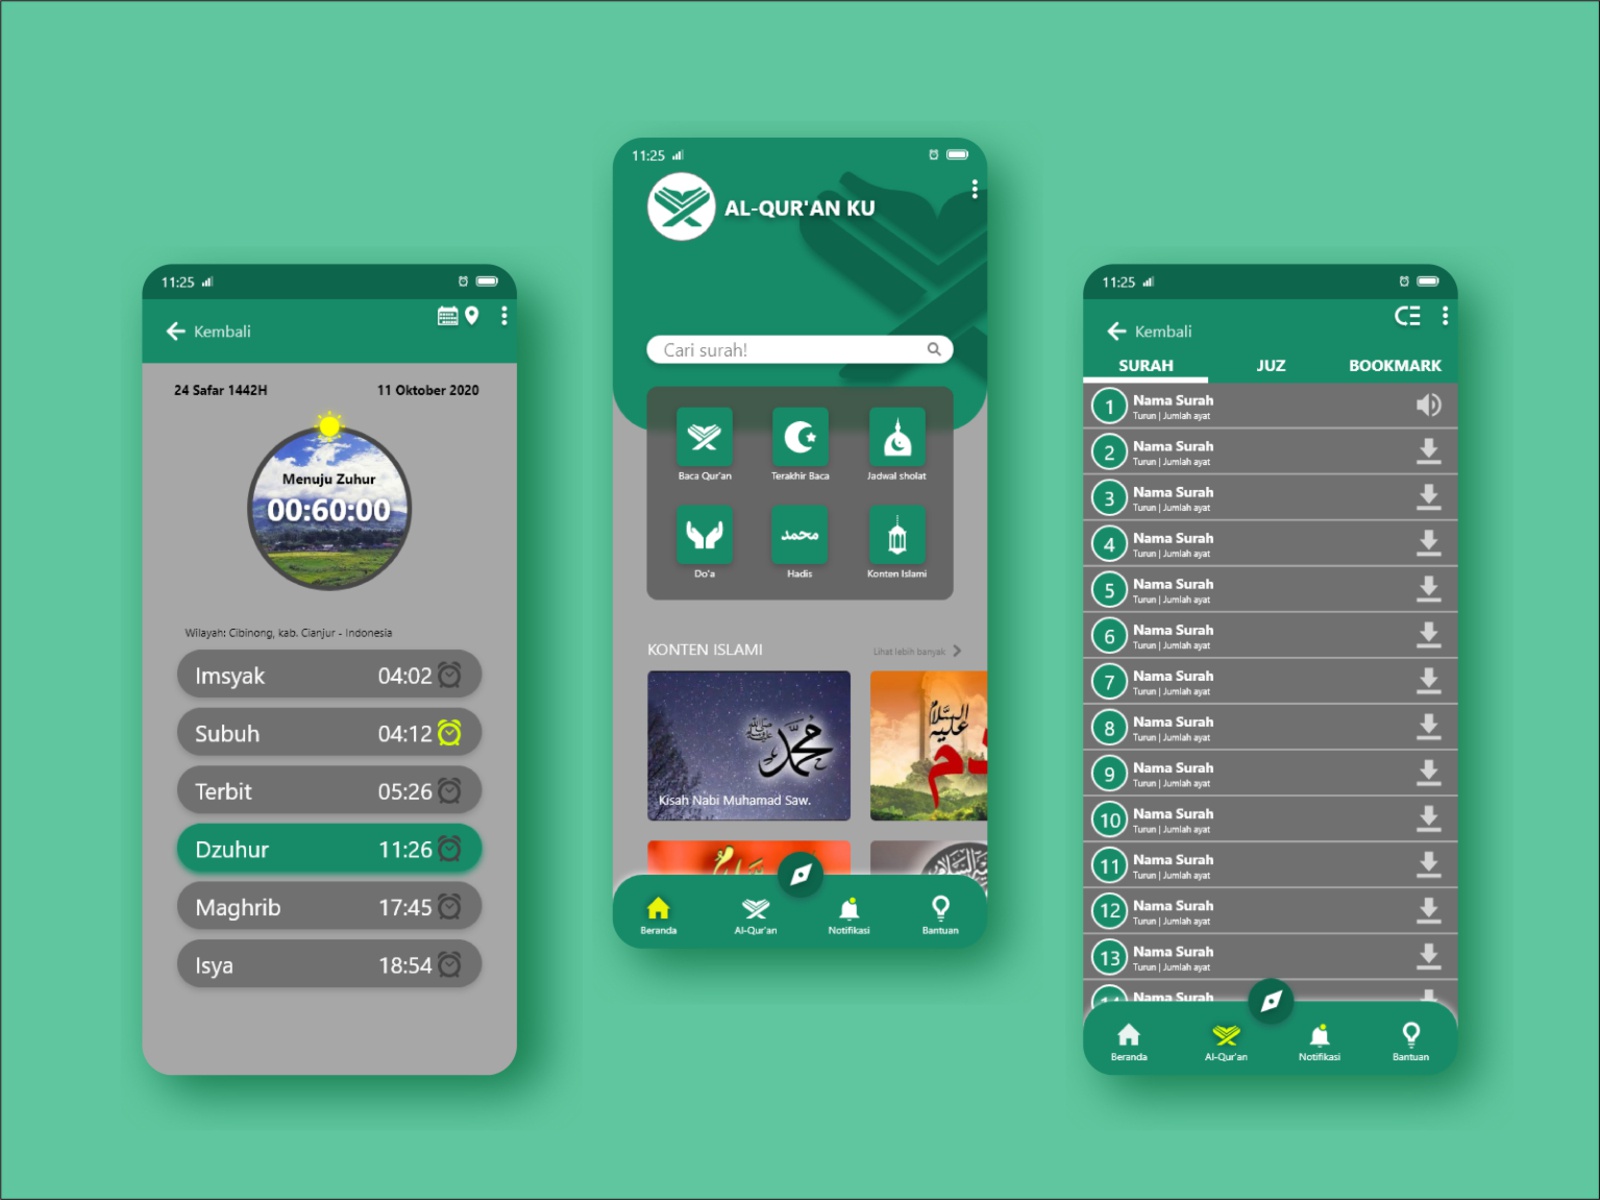 11:25
Kembali
24 Safar 1442H
11 Oktober 2020
Menuju Zuhur
00:60:00
Wilayah: Cibinong, kab. Cianjur - Indonesia
Imsyak 04:02
Subuh 04:12
Terbit 05:26
Dzuhur 11:26
Maghrib 17:45
Isya 18:54
11:25
AL-QUR'AN KU
Cari surah!
Baca Qur'an
Terakhir Baca
Jadwal sholat
محمد
Do'a
Hadis
Konten Islami
KONTEN ISLAMI
Lihat lebih banyak
محمد
Kisah Nabi Muhamad Saw.
عليه السلام
Beranda
Al-Qur'an
Notifikasi
Bantuan
11:25
Kembali
SURAH
JUZ
BOOKMARK
1 Nama Surah
Turun | Jumlah ayat
2 Nama Surah
Turun | Jumlah ayat
3 Nama Surah
Turun | Jumlah ayat
4 Nama Surah
Turun | Jumlah ayat
5 Nama Surah
Turun | Jumlah ayat
6 Nama Surah
Turun | Jumlah ayat
7 Nama Surah
Turun | Jumlah ayat
8 Nama Surah
Turun | Jumlah ayat
9 Nama Surah
Turun | Jumlah ayat
10 Nama Surah
Turun | Jumlah ayat
11 Nama Surah
Turun | Jumlah ayat
12 Nama Surah
Turun | Jumlah ayat
13 Nama Surah
Turun | Jumlah ayat
14 Nama Surah
Beranda
Al-Qur'an
Notifikasi
Bantuan